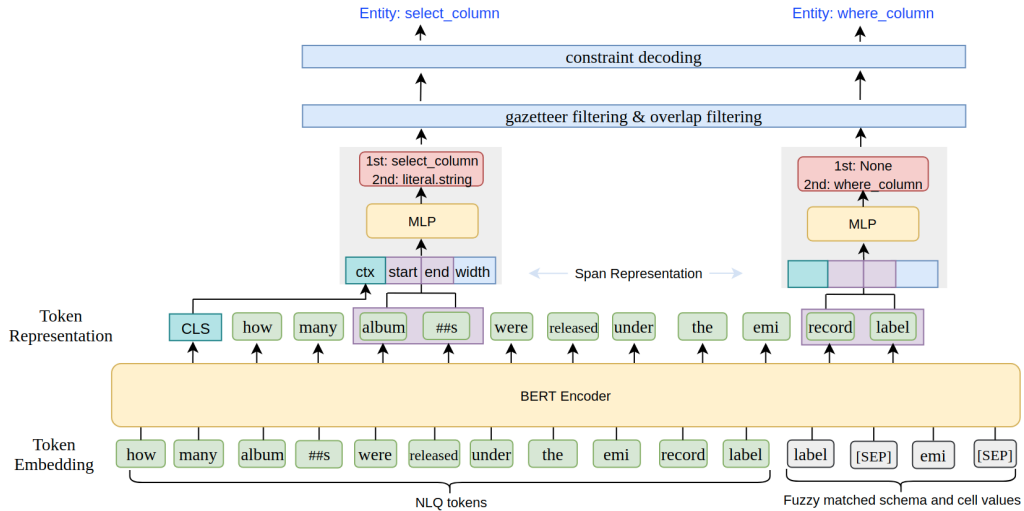 Entity: select_column
Entity: where_column
constraint decoding
gazetteer filtering & overlap filtering
1st: select_column
2nd: literal.string
1st: None
2nd: where_column
MLP
MLP
ctx start end width
Span Representation
Token
Representation
CLS how many album ##s were released under the emi record label
BERT Encoder
Token
Embedding
how many album ##s were released under the emi record label label [SEP] emi [SEP]
NLQ tokens
Fuzzy matched schema and cell values